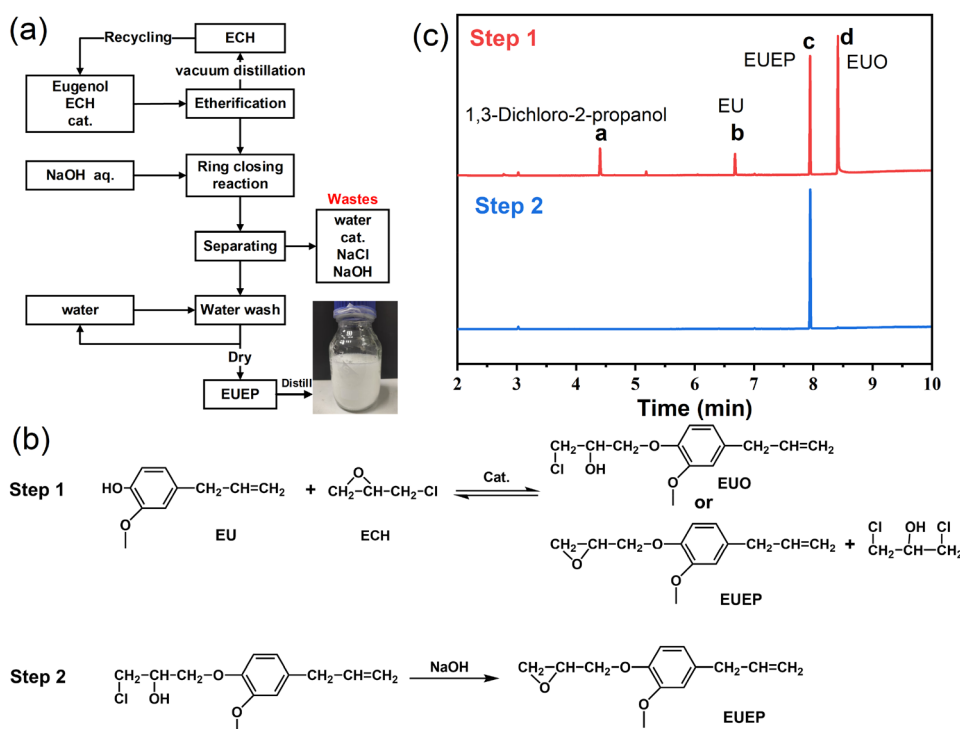 (a)
Recycling
ECH
vacuum distillation
Eugenol
ECH
cat.
Etherification
NaOH aq.
Ring closing
reaction
Wastes
water
cat.
NaCl
NaOH
Separating
water
Water wash
Dry
EUEP
Distill
(c)
Step 1
c
d
EUEP
EUO
1,3-Dichloro-2-propanol
a
EU
b
Step 2
2
3
4
5
6
7
8
9
10
Time (min)
(b)
Step 1
HO
CH2-CH=CH2
O
EU
+
O
CH2-CH-CH2-Cl
ECH
Cat.
CH2-CH-CH2-O
Cl
OH
CH2-CH=CH2
O
EUO
or
CH2-CH-CH2-O
O
CH2-CH=CH2
O
EUEP
+
Cl
OH
Cl
CH2-CH-CH2
Step 2
CH2-CH-CH2-O
Cl
OH
CH2-CH=CH2
O
NaOH
CH2-CH-CH2-O
O
CH2-CH=CH2
O
EUEP